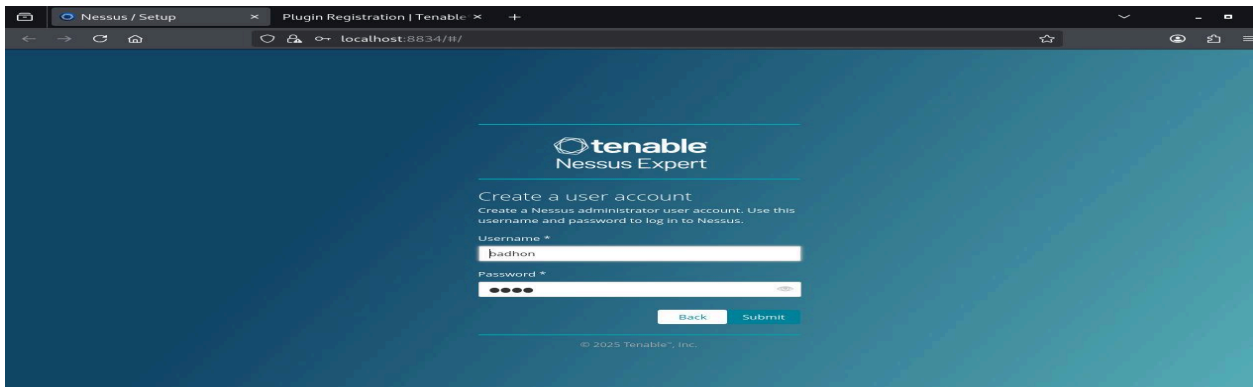 Nessus / Setup
Plugin Registration | Tenable
localhost:8834/#/
tenable
Nessus Expert
Create a user account
Create a Nessus administrator user account. Use this
username and password to log in to Nessus.
Username *
badhon
Password *
Back
Submit
© 2025 Tenable™, Inc.